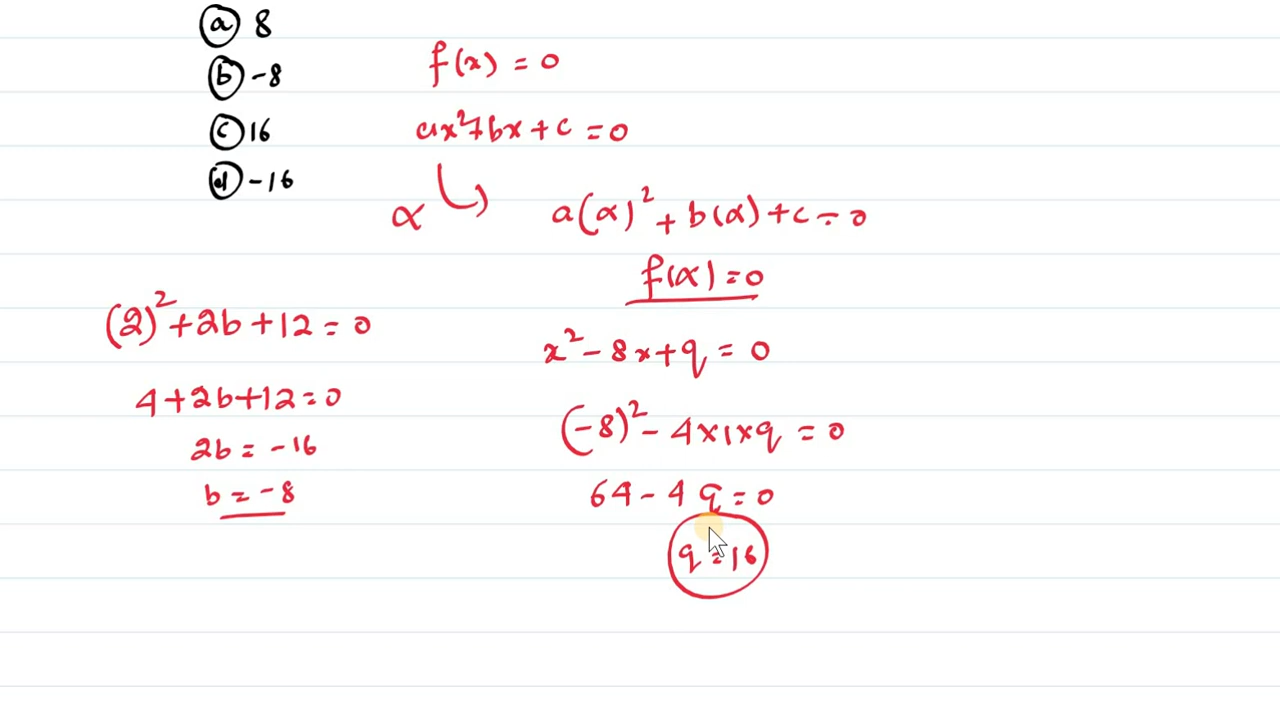 (a) 8
(b) -8
(c) 16
(d) -16
f(x) = 0
ax²+bx+c = 0
α
a(α)²+b(α)+c=0
f(α)=0
(2)²+2b+12=0
4+2b+12=0
2b = -16
b = -8
x²-8x+q = 0
(-8)²-4×1×q = 0
64-4q=0
q=16